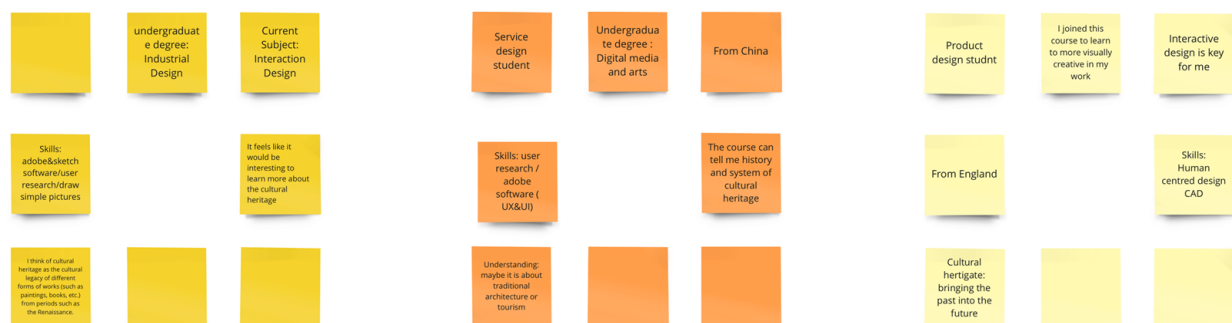 undergraduat
e degree:
Industrial
Design
Current
Subject:
Interaction
Design
Skills:
adobe&sketch
software/user
research/draw
simple pictures
It feels like it
would be
interesting to
learn more about
the cultural
heritage
I think of cultural
heritage as the cultural
legacy of different
forms of works (such as
paintings, books, etc.)
from periods such as
the Renaissance.
Service
design
student
Undergradua
te degree :
Digital media
and arts
From China
Skills: user
research /
adobe
software (
UX&UI)
The course can
tell me history
and system of
cultural
heritage
Understanding:
maybe it is about
traditional
architecture or
tourism
Product
design studnt
I joined this
course to learn
to more visually
creative in my
work
Interactive
design is key
for me
From England
Skills:
Human
centred design
CAD
Cultural
hertigate:
bringing the
past into the
future